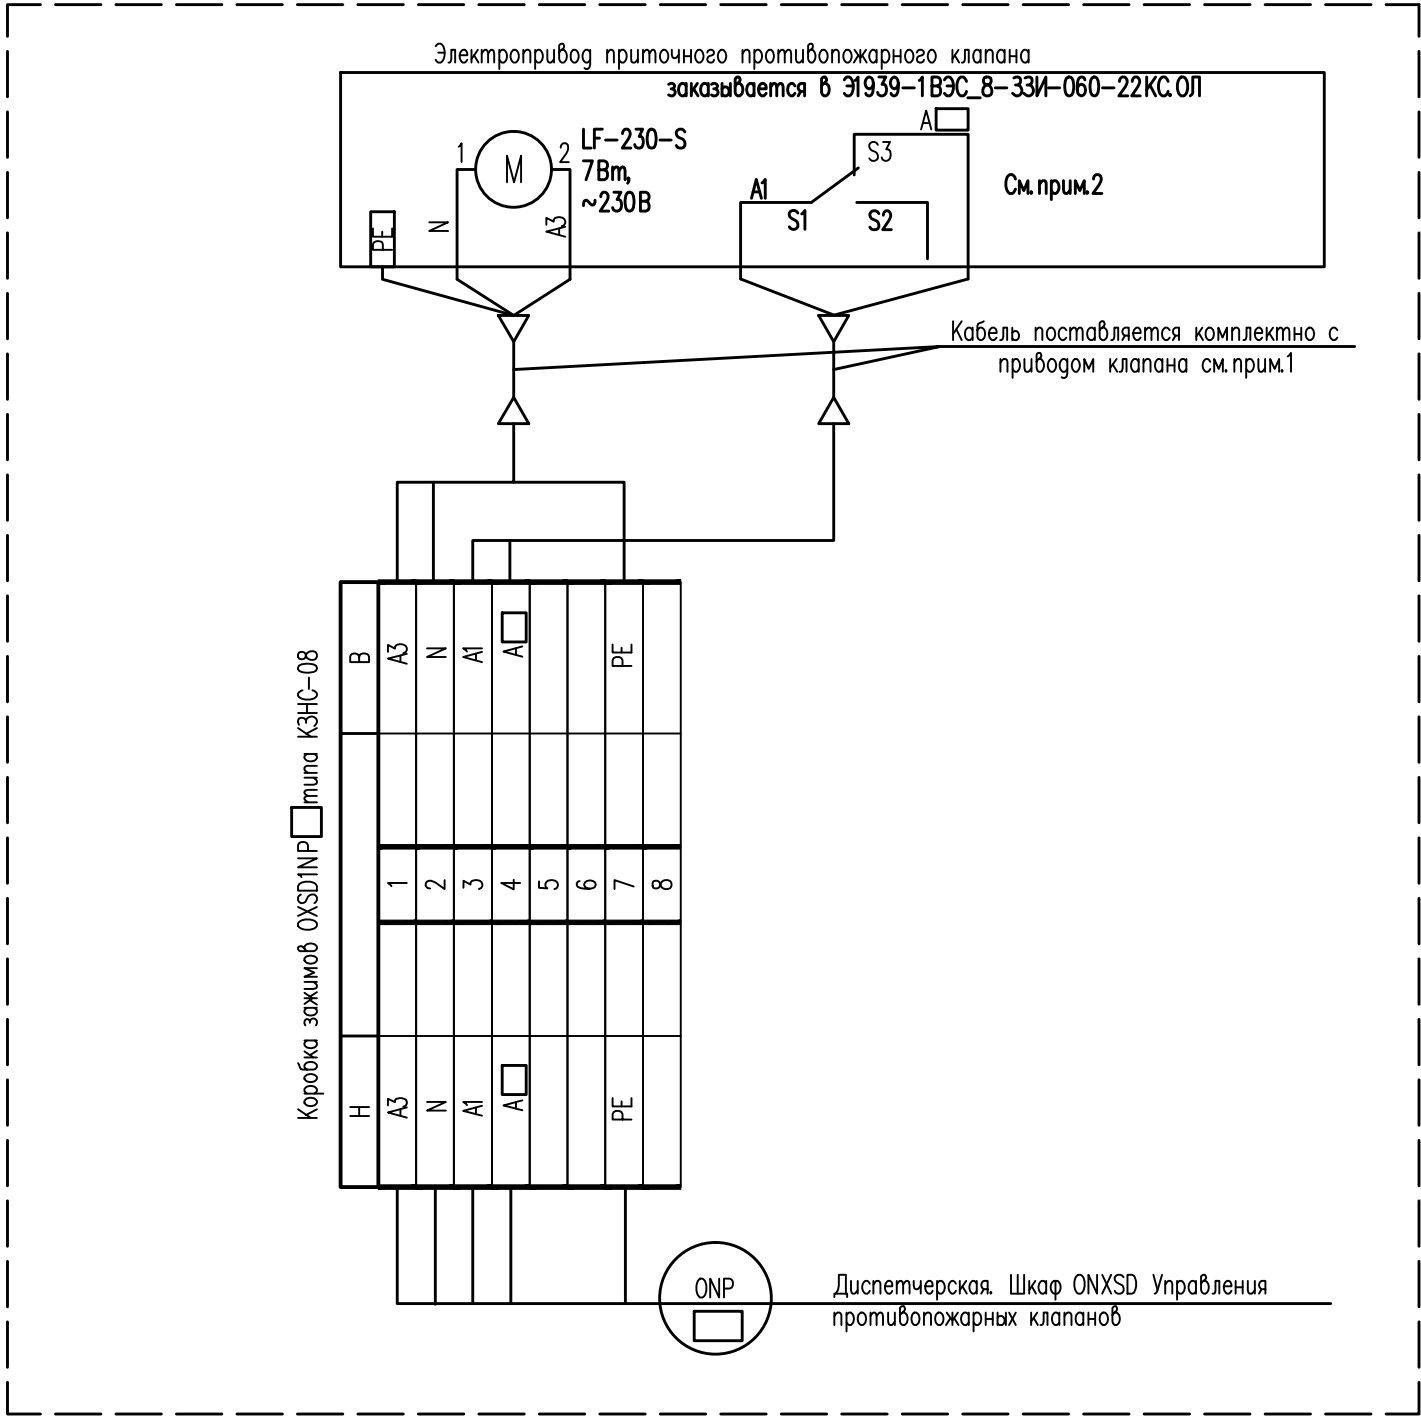 Электропривод приточного противопожарного клапана
заказывается в Э1939-1ВЭС_8-ЗЗИ-060-22КС.ОЛ
A
1
M
2
LF-230-S
7Вт,
~230В
S3
A1
S1
S2
См.прим.2
PE
N
A3
Кабель поставляется комплектно с
приводом клапана см.прим.1
Коробка зажимов OXSD1NP типа КЗНС-08
В
A3
N
A1
A
PE
1
2
3
4
5
6
7
8
Н
A3
N
A1
A
PE
ONP
Диспетчерская. Шкаф ONXSD Управления
противопожарных клапанов